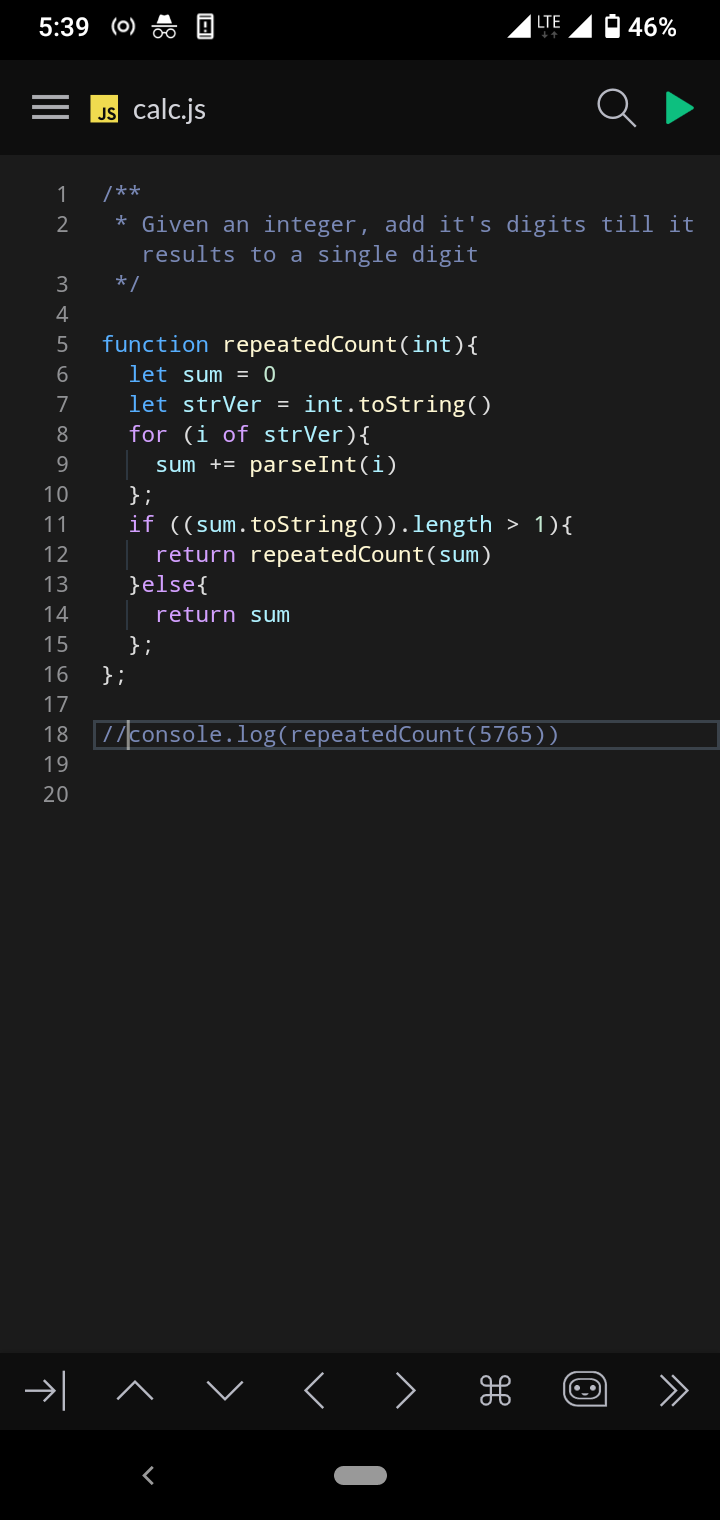 5:39 LTE 46%
JS calc.js
1 /**
2  * Given an integer, add it's digits till it
results to a single digit
3  */
4
5 function repeatedCount(int){
6   let sum = 0
7   let strVer = int.toString()
8   for (i of strVer){
9     sum += parseInt(i)
10   };
11   if ((sum.toString()).length > 1){
12     return repeatedCount(sum)
13   }else{
14     return sum
15   };
16 };
17
18 //console.log(repeatedCount(5765))
19
20